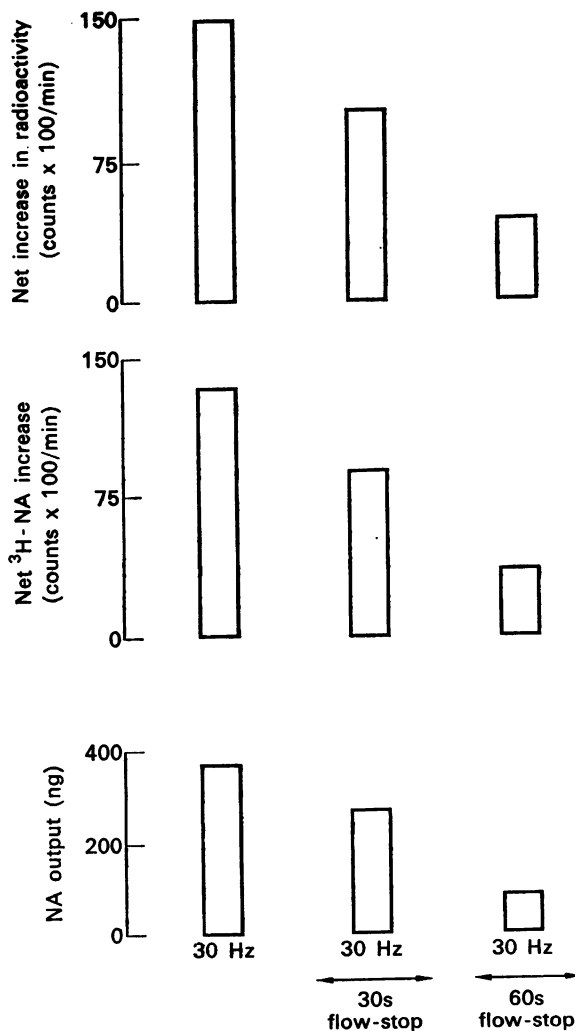 Net increase in radioactivity
(counts x 100/min)
150
75
0
Net ³H-NA increase
(counts x 100/min)
150
75
0
NA output (ng)
400
200
0
30 Hz
30 Hz
30 Hz
30s
flow-stop
60s
flow-stop